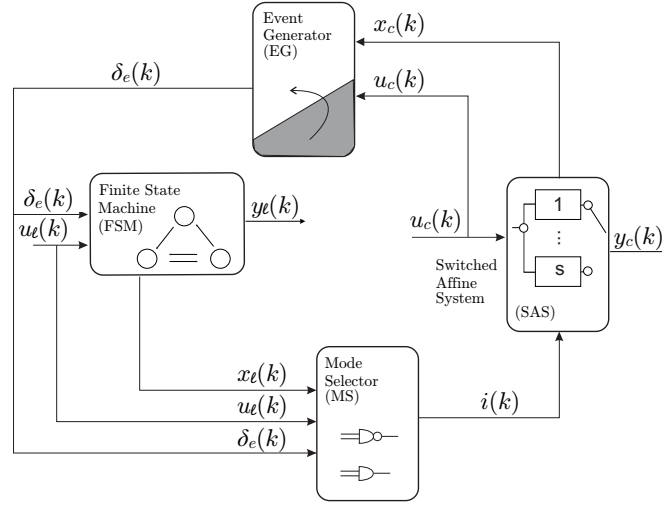 Event
Generator
(EG)
x_c(k)
δ_e(k)
u_c(k)
Finite State
Machine
(FSM)
δ_e(k)
u_ℓ(k)
y_ℓ(k)
u_c(k)
1
⋮
s
y_c(k)
Switched
Affine
System
(SAS)
Mode
Selector
(MS)
x_ℓ(k)
u_ℓ(k)
δ_e(k)
i(k)